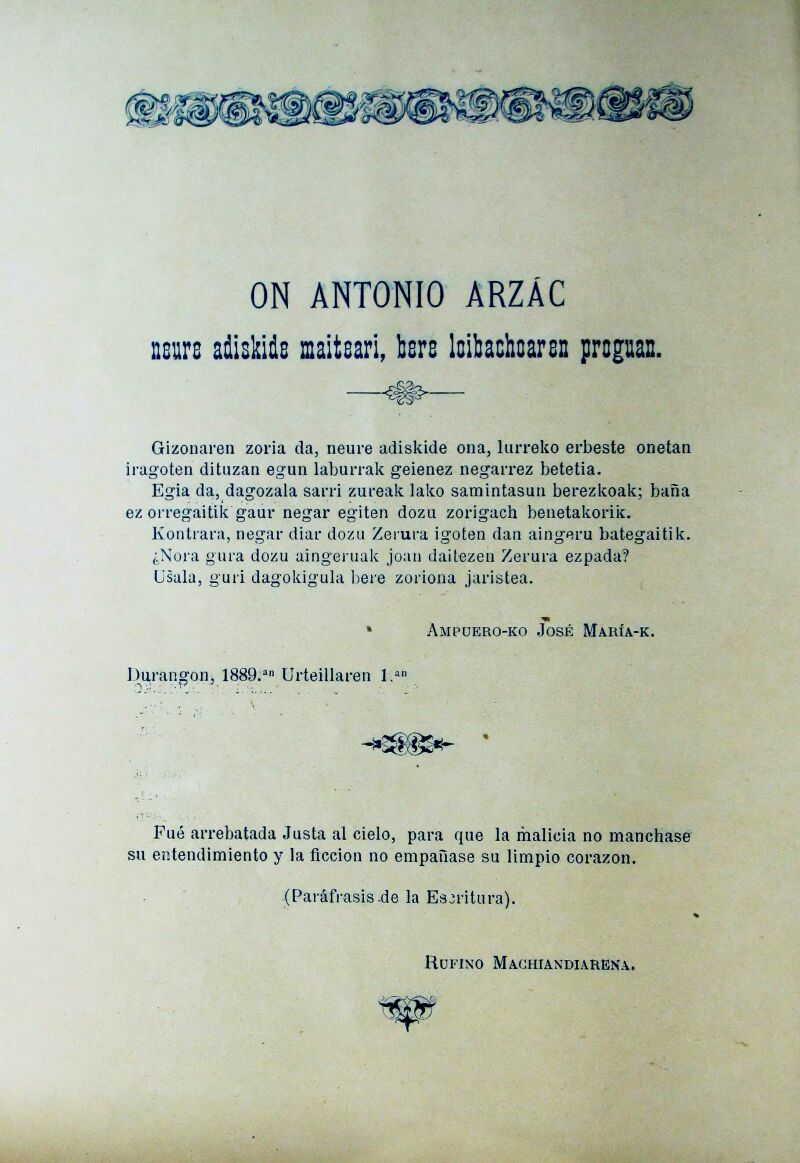 ON ANTONIO ARZÁC
neure adiskide maiteari, bere loibachoaren proguan.
Gizonaren zoria da, neure adiskide ona, lurreko erbeste onetan
iragoten dituzan egun laburrak geienez negarrez betetia.
Egia da, dagozala sarri zureak lako samintasun berezkoak; baña
ez orregaitik gaur negar egiten dozu zorigach benetakorik.
Kontrara, negar diar dozu Zerura igoten dan aingeru bategaitik.
¿Nora gura dozu aingeruak joan daitezen Zerura ezpada?
Usala, guri dagokigula bere zoriona jaristea.
AMPUERO-KO JOSÉ MARÍA-K.
Durangon, 1889.an Urteillaren 1.an
Fué arrebatada Justa al cielo, para que la malicia no manchase
su entendimiento y la ficcion no empañase su limpio corazon.
(Paráfrasis de la Escritura).
RUFINO MACHIANDIARENA.